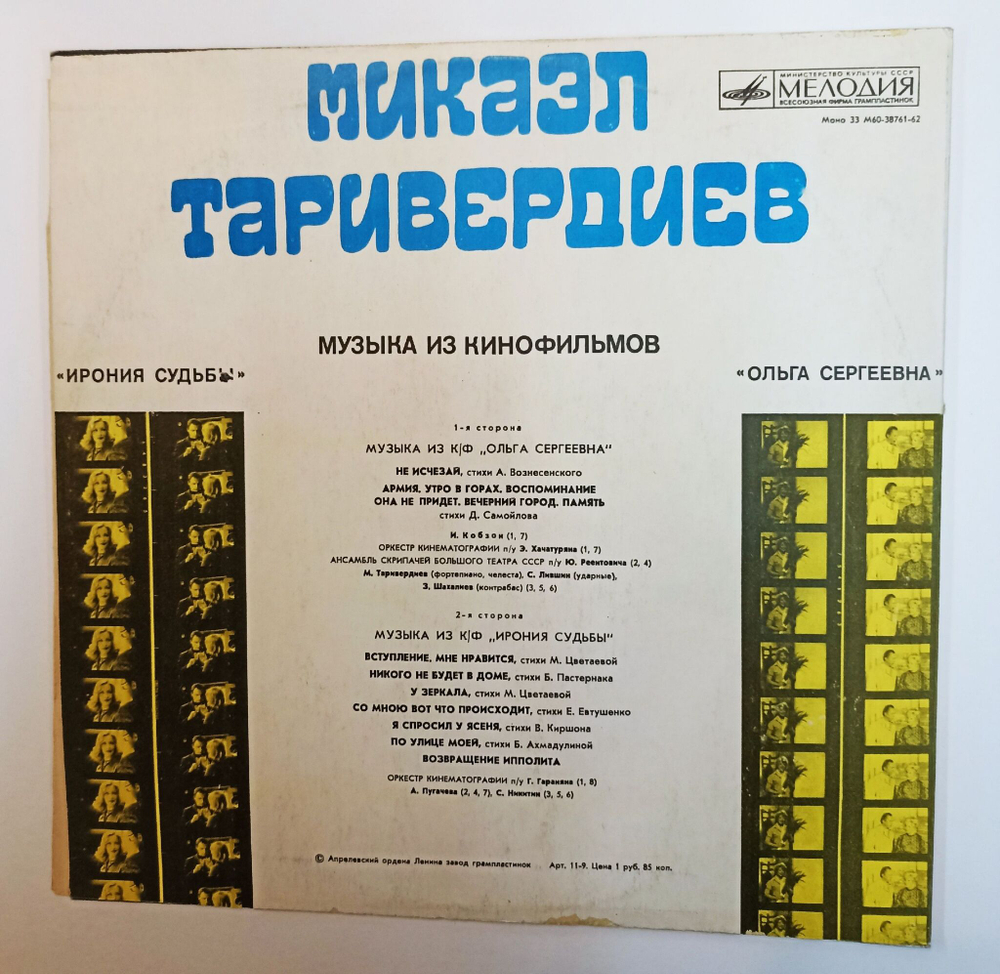 МИКАЭЛ
ТАРИВЕРДИЕВ
МИНИСТЕРСТВО КУЛЬТУРЫ СССР
МЕЛОДИЯ
ВСЕСОЮЗНАЯ ФИРМА ГРАМПЛАСТИНОК
Моно 33 М60-38761-62
МУЗЫКА ИЗ КИНОФИЛЬМОВ
«ИРОНИЯ СУДЬБЫ»
«ОЛЬГА СЕРГЕЕВНА»
1-я сторона
МУЗЫКА ИЗ К/Ф „ОЛЬГА СЕРГЕЕВНА"
НЕ ИСЧЕЗАЙ, стихи А. Вознесенского
АРМИЯ, УТРО В ГОРАХ, ВОСПОМИНАНИЕ
ОНА НЕ ПРИДЕТ, ВЕЧЕРНИЙ ГОРОД, ПАМЯТЬ
стихи Д. Самойлова
И. Кобзон (1, 7)
ОРКЕСТР КИНЕМАТОГРАФИИ п/у Э. Хачатуряна (1, 7)
АНСАМБЛЬ СКРИПАЧЕЙ БОЛЬШОГО ТЕАТРА СССР п/у Ю. Реентовича (2, 4)
М. Таривердиев (фортепиано, челеста), С. Лившин (ударные),
З. Шахалиев (контрабас) (3, 5, 6)
2-я сторона
МУЗЫКА ИЗ К/Ф „ИРОНИЯ СУДЬБЫ"
ВСТУПЛЕНИЕ, МНЕ НРАВИТСЯ, стихи М. Цветаевой
НИКОГО НЕ БУДЕТ В ДОМЕ, стихи Б. Пастернака
У ЗЕРКАЛА, стихи М. Цветаевой
СО МНОЮ ВОТ ЧТО ПРОИСХОДИТ, стихи Е. Евтушенко
Я СПРОСИЛ У ЯСЕНЯ, стихи В. Киршона
ПО УЛИЦЕ МОЕЙ, стихи Б. Ахмадулиной
ВОЗВРАЩЕНИЕ ИППОЛИТА
ОРКЕСТР КИНЕМАТОГРАФИИ п/у Г. Гараняна (1, 8)
А. Пугачева (2, 4, 7), С. Никитин (3, 5, 6)
© Апрелевский ордена Ленина завод грампластинок Арт. 11-9. Цена 1 руб. 85 коп.